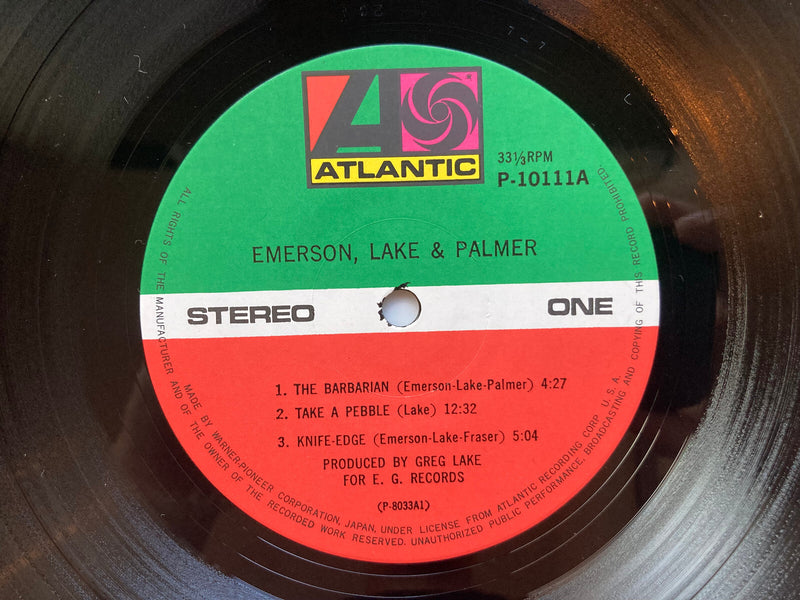 ATLANTIC
33⅓RPM
P-10111A
EMERSON, LAKE & PALMER
STEREO
ONE
1. THE BARBARIAN (Emerson-Lake-Palmer) 4:27
2. TAKE A PEBBLE (Lake) 12:32
3. KNIFE-EDGE (Emerson-Lake-Fraser) 5:04
PRODUCED BY GREG LAKE
FOR E. G. RECORDS
(P-8033A1)
MADE BY WARNER-PIONEER CORPORATION, JAPAN, UNDER LICENSE FROM ATLANTIC RECORDING CORP. U. S. A.
ALL RIGHTS OF THE MANUFACTURER AND OF THE OWNER OF THE RECORDED WORK RESERVED. UNAUTHORIZED PUBLIC PERFORMANCE, BROADCASTING AND COPYING OF THIS RECORD PROHIBITED.